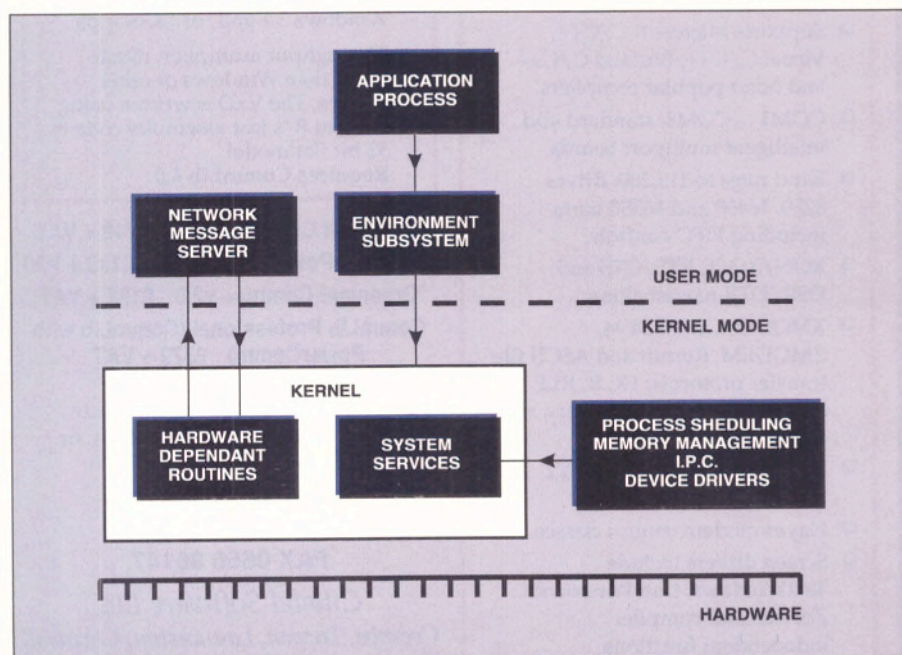 APPLICATION
PROCESS
NETWORK
MESSAGE
SERVER
ENVIRONMENT
SUBSYSTEM
USER MODE
KERNEL MODE
KERNEL
HARDWARE
DEPENDANT
ROUTINES
SYSTEM
SERVICES
PROCESS SHEDULING
MEMORY MANAGEMENT
I.P.C.
DEVICE DRIVERS
HARDWARE